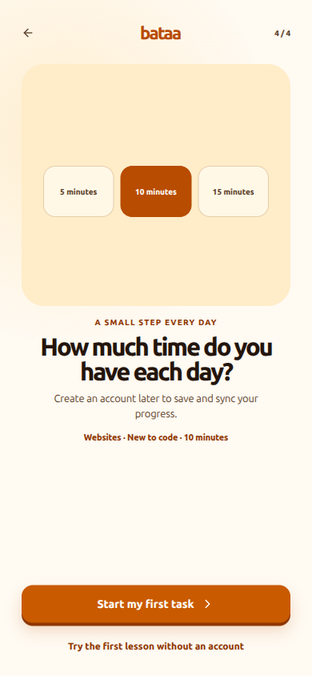 bataa
4 / 4
5 minutes
10 minutes
15 minutes
A SMALL STEP EVERY DAY
How much time do you
have each day?
Create an account later to save and sync your
progress.
Websites · New to code · 10 minutes
Start my first task
Try the first lesson without an account